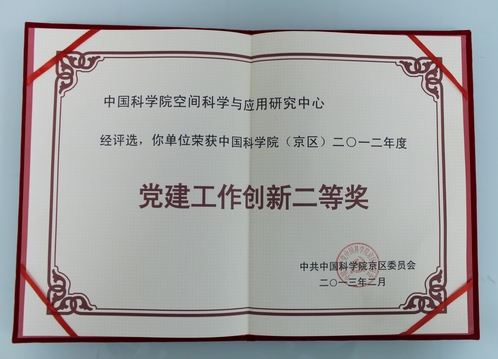 中国科学院空间科学与应用研究中心
经评选，你单位荣获中国科学院（京区）二〇一二年度
党建工作创新二等奖
中共中国科学院京区委员会
二〇一三年二月